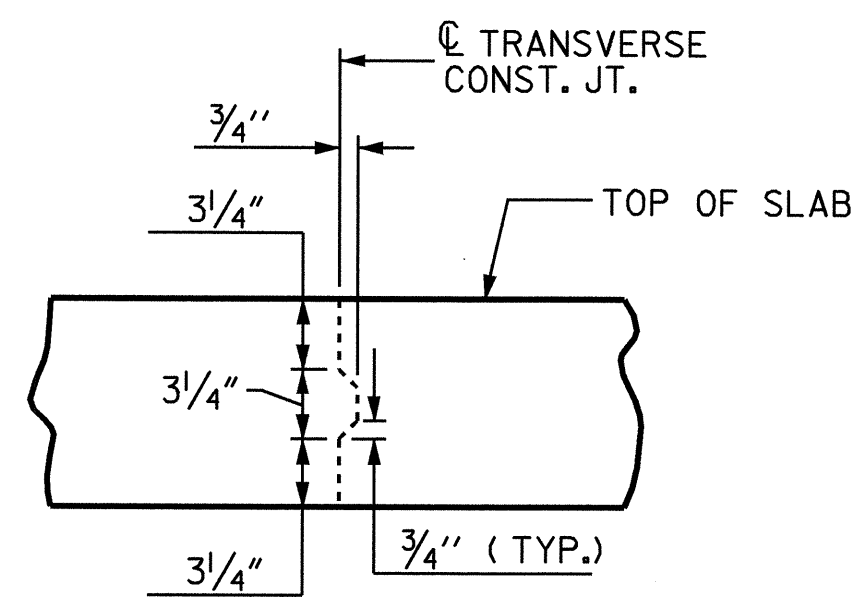 ℄ TRANSVERSE
CONST. JT.
3/4"
3 1/4"
TOP OF SLAB
3 1/4"
3/4" (TYP.)
3 1/4"